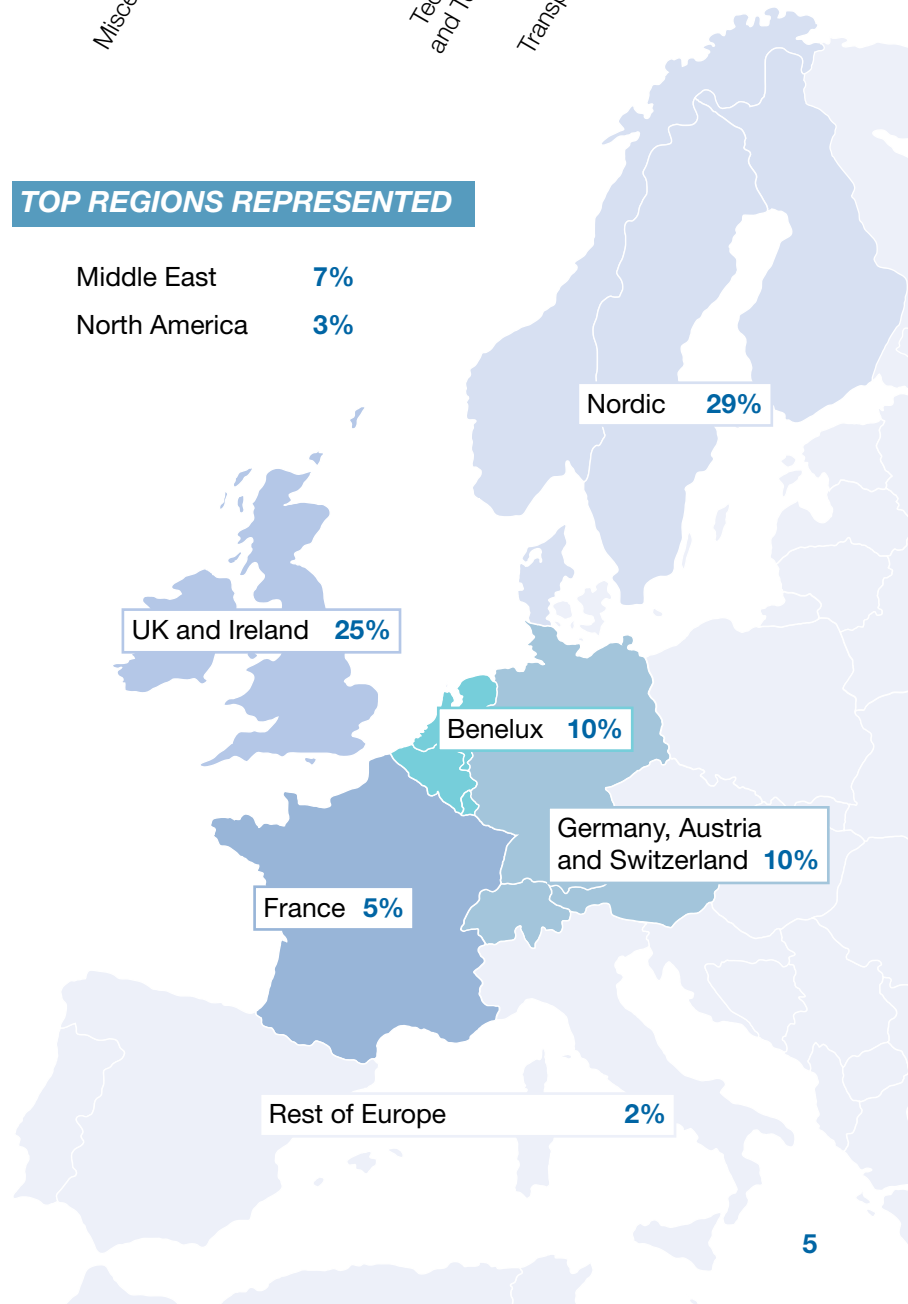 TOP REGIONS REPRESENTED
Middle East 7%
North America 3%
Nordic 29%
UK and Ireland 25%
Benelux 10%
Germany, Austria
and Switzerland 10%
France 5%
Rest of Europe 2%
5